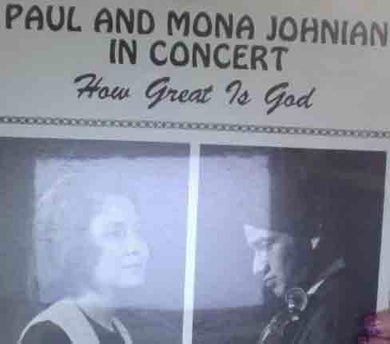 PAUL AND MONA JOHNIAN
IN CONCERT
How Great Is God